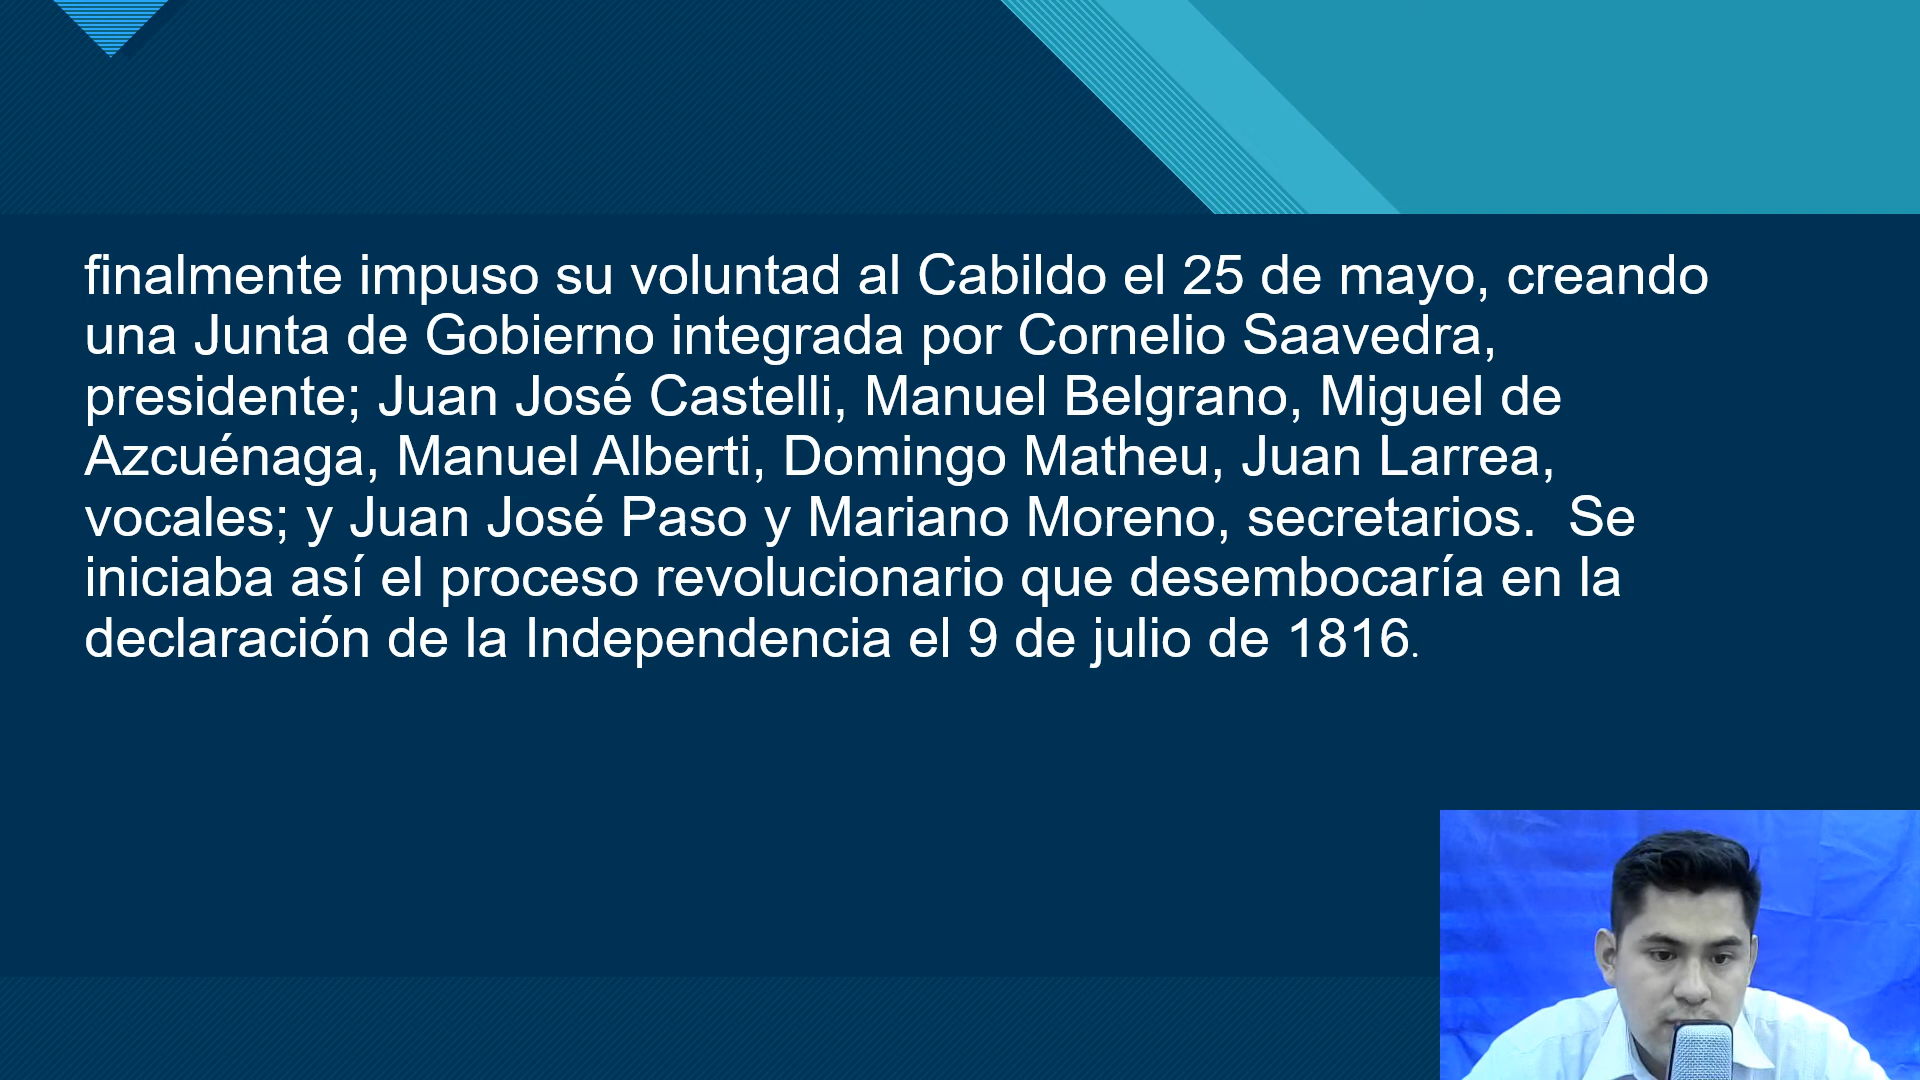 finalmente impuso su voluntad al Cabildo el 25 de mayo, creando
una Junta de Gobierno integrada por Cornelio Saavedra,
presidente; Juan José Castelli, Manuel Belgrano, Miguel de
Azcuénaga, Manuel Alberti, Domingo Matheu, Juan Larrea,
vocales; y Juan José Paso y Mariano Moreno, secretarios.  Se
iniciaba así el proceso revolucionario que desembocaría en la
declaración de la Independencia el 9 de julio de 1816.